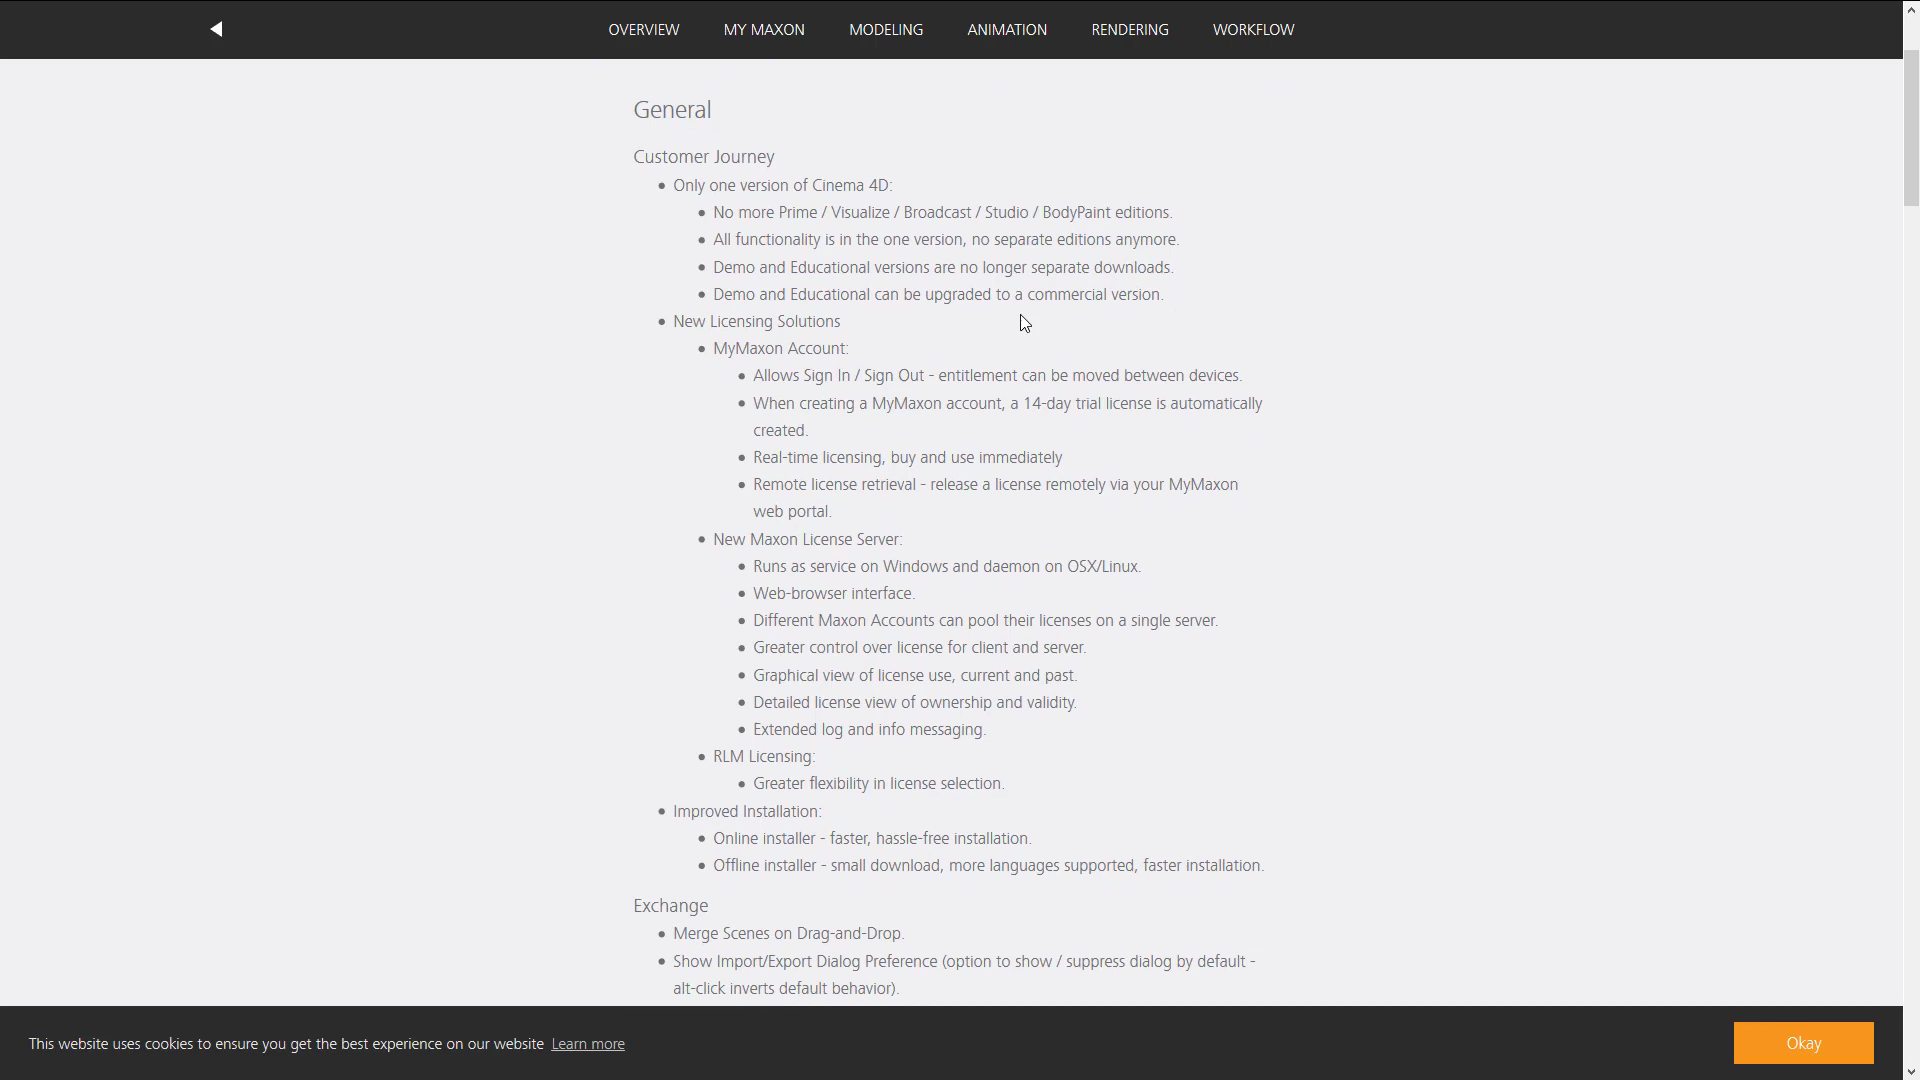 OVERVIEW MY MAXON MODELING ANIMATION RENDERING WORKFLOW
General
Customer Journey
Only one version of Cinema 4D:
No more Prime / Visualize / Broadcast / Studio / BodyPaint editions.
All functionality is in the one version, no separate editions anymore.
Demo and Educational versions are no longer separate downloads.
Demo and Educational can be upgraded to a commercial version.
New Licensing Solutions
MyMaxon Account:
Allows Sign In / Sign Out - entitlement can be moved between devices.
When creating a MyMaxon account, a 14-day trial license is automatically
created.
Real-time licensing, buy and use immediately
Remote license retrieval - release a license remotely via your MyMaxon
web portal.
New Maxon License Server:
Runs as service on Windows and daemon on OSX/Linux.
Web-browser interface.
Different Maxon Accounts can pool their licenses on a single server.
Greater control over license for client and server.
Graphical view of license use, current and past.
Detailed license view of ownership and validity.
Extended log and info messaging.
RLM Licensing:
Greater flexibility in license selection.
Improved Installation:
Online installer - faster, hassle-free installation.
Offline installer - small download, more languages supported, faster installation.
Exchange
Merge Scenes on Drag-and-Drop.
Show Import/Export Dialog Preference (option to show / suppress dialog by default -
alt-click inverts default behavior).
This website uses cookies to ensure you get the best experience on our website Learn more
Okay